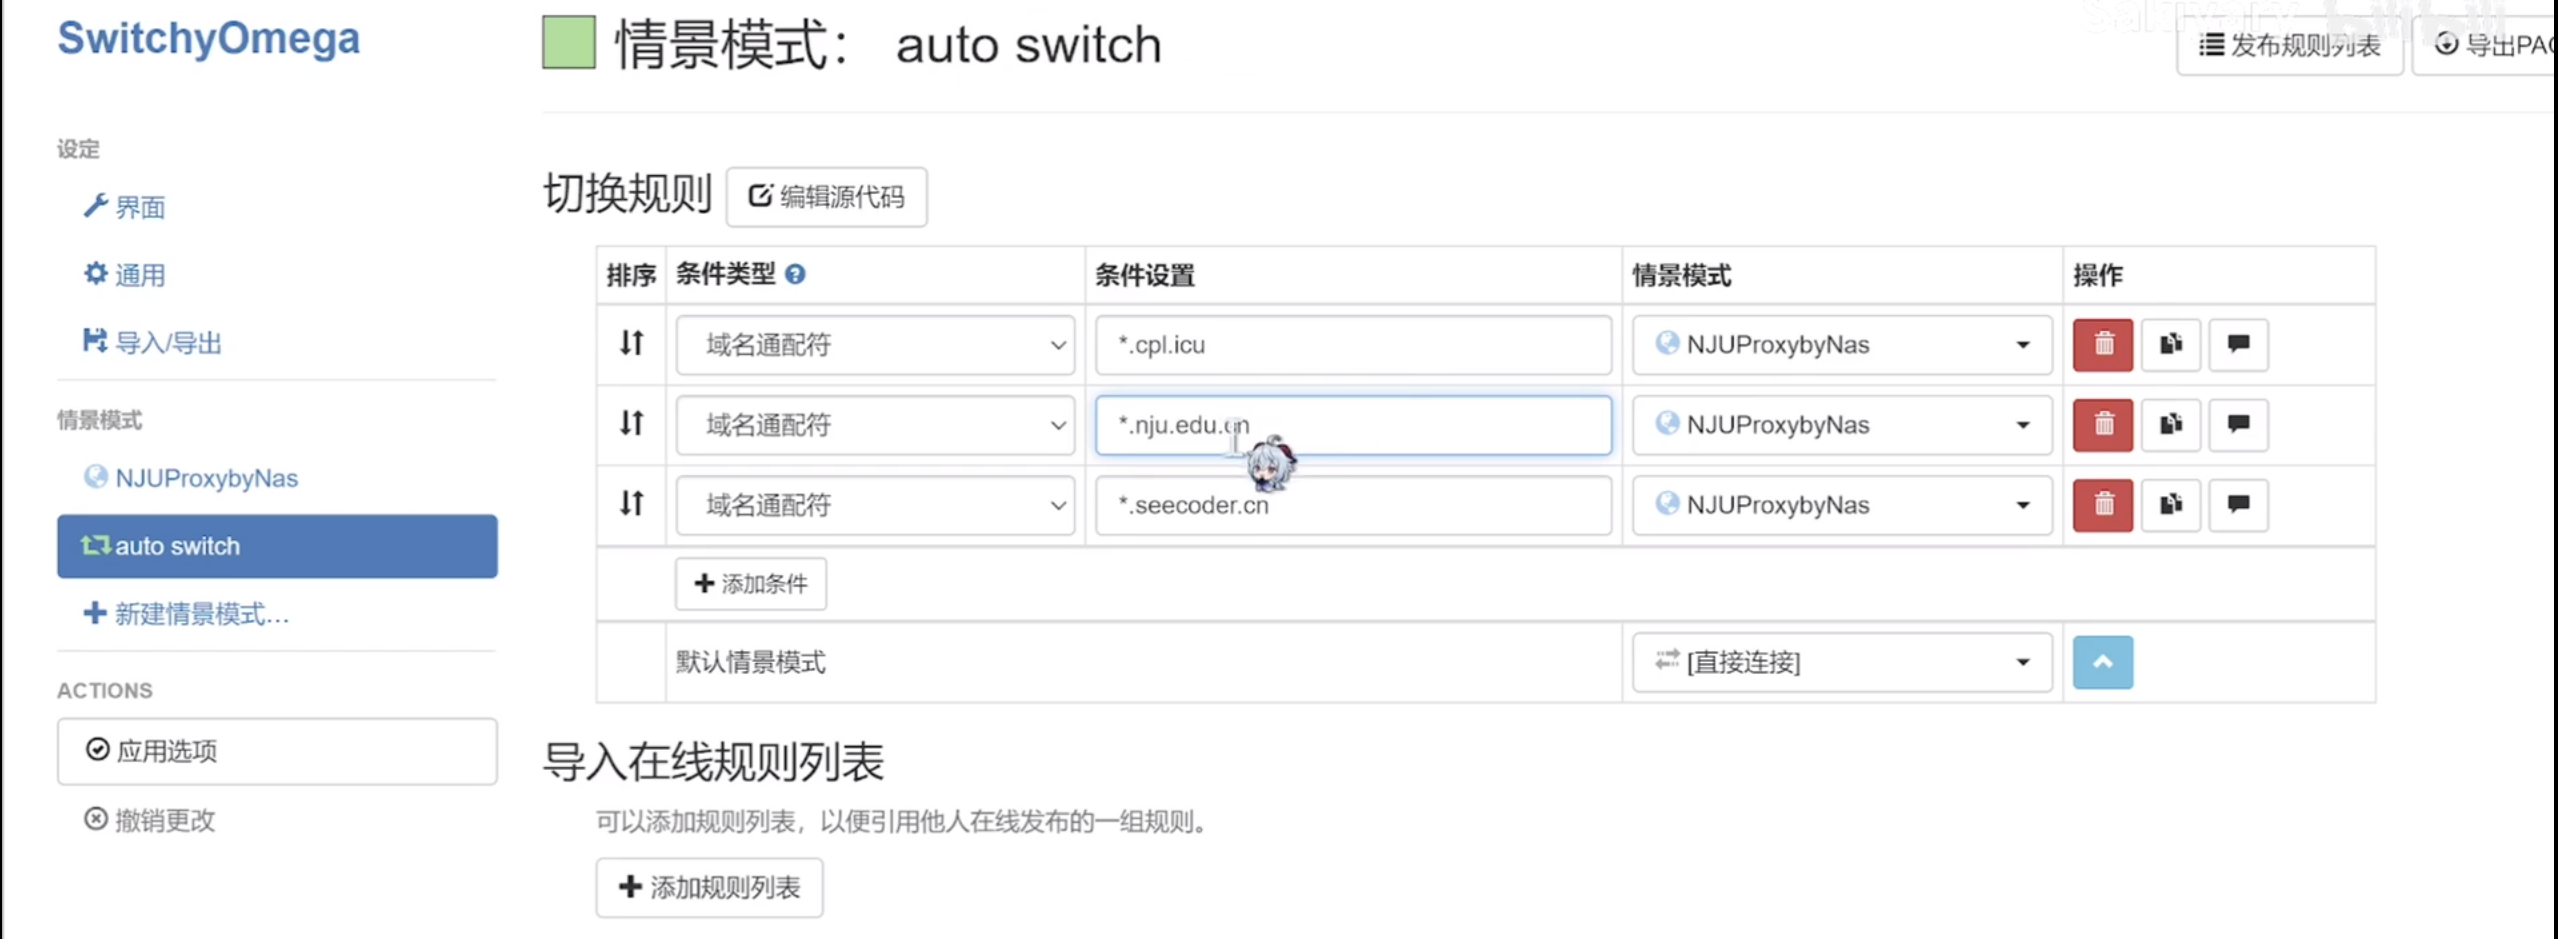 SwitchyOmega
设定
界面
通用
导入/导出
情景模式
NJUProxybyNas
auto switch
新建情景模式...
ACTIONS
应用选项
撤销更改
情景模式： auto switch
发布规则列表
导出PAC
切换规则
编辑源代码
排序 条件类型 条件设置 情景模式 操作
域名通配符 *.cpl.icu NJUProxybyNas
域名通配符 *.nju.edu.cn NJUProxybyNas
域名通配符 *.seecoder.cn NJUProxybyNas
添加条件
默认情景模式 [直接连接]
导入在线规则列表
可以添加规则列表，以便引用他人在线发布的一组规则。
添加规则列表
bilibili